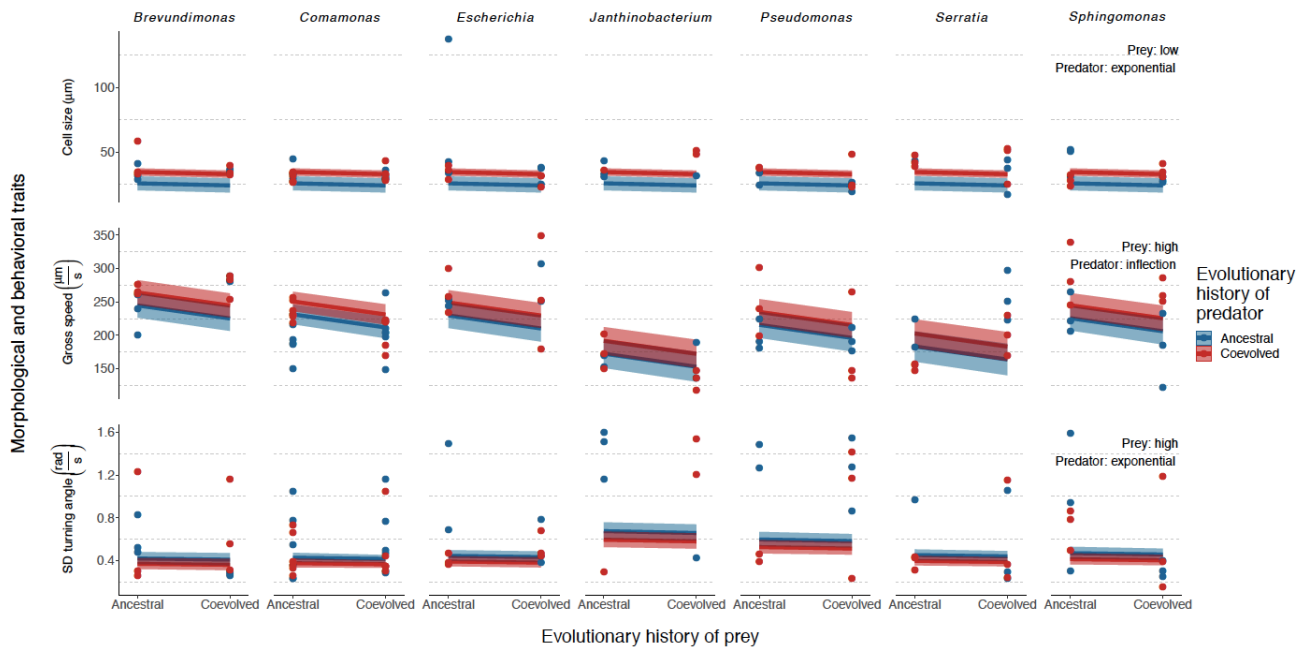 Brevundimonas Comamonas Escherichia Janthinobacterium Pseudomonas Serratia Sphingomonas
Morphological and behavioral traits
Cell size (μm)
100
50
Prey: low
Predator: exponential
Gross speed (μm/s)
350
300
250
200
150
Prey: high
Predator: inflection
SD turning angle (rad/s)
1.6
1.2
0.8
0.4
Prey: high
Predator: exponential
Ancestral Coevolved Ancestral Coevolved Ancestral Coevolved Ancestral Coevolved Ancestral Coevolved Ancestral Coevolved Ancestral Coevolved
Evolutionary history of prey
Evolutionary
history of
predator
Ancestral
Coevolved